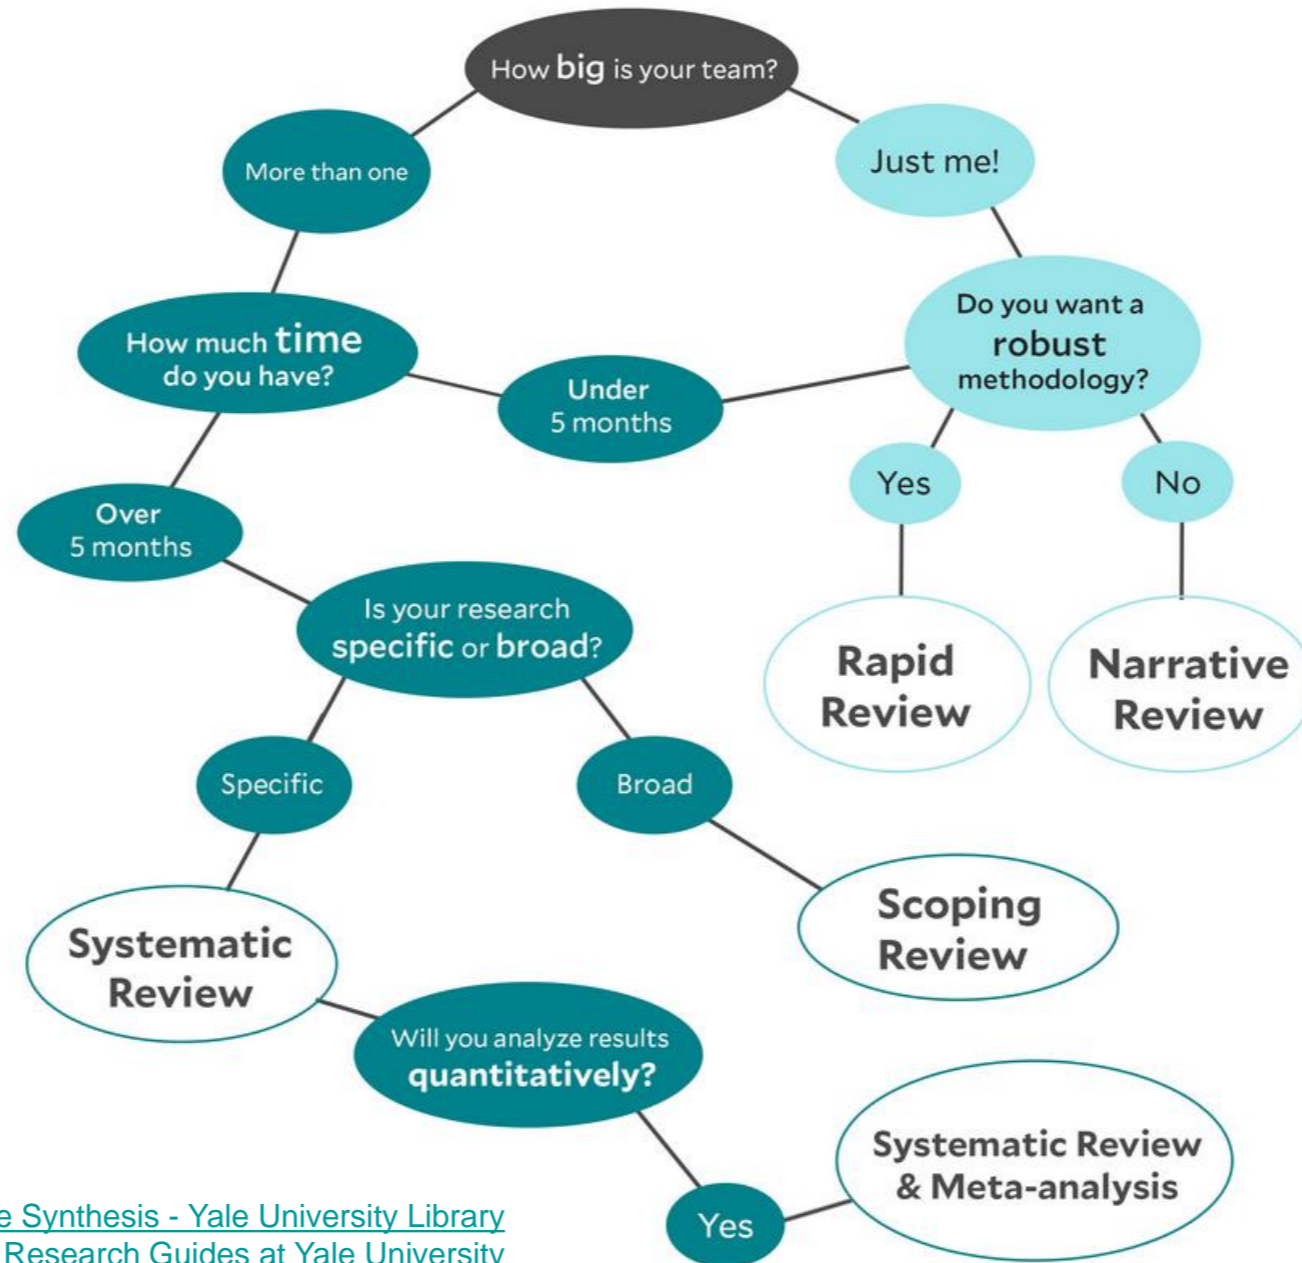 How big is your team?
More than one
Just me!
How much time
do you have?
Under
5 months
Do you want a
robust
methodology?
Yes
No
Over
5 months
Is your research
specific or broad?
Rapid
Review
Narrative
Review
Specific
Broad
Systematic
Review
Scoping
Review
Will you analyze results
quantitatively?
Yes
Systematic Review
& Meta-analysis
Synthesis - Yale University Library
Research Guides at Yale University